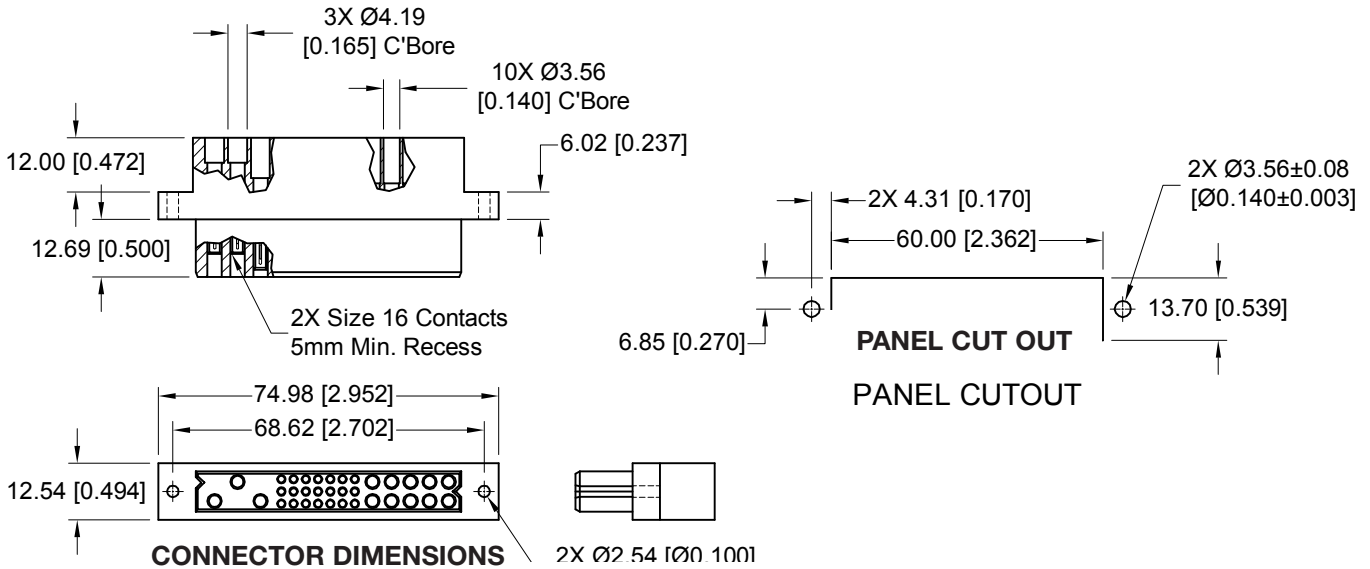 3X Ø4.19
[0.165] C'Bore
10X Ø3.56
[0.140] C'Bore
12.00 [0.472]
6.02 [0.237]
12.69 [0.500]
2X Size 16 Contacts
5mm Min. Recess
2X Ø3.56±0.08
[Ø0.140±0.003]
2X 4.31 [0.170]
60.00 [2.362]
13.70 [0.539]
6.85 [0.270]
PANEL CUT OUT
PANEL CUTOUT
74.98 [2.952]
68.62 [2.702]
12.54 [0.494]
CONNECTOR DIMENSIONS
2X Ø2.54 [Ø0.100]